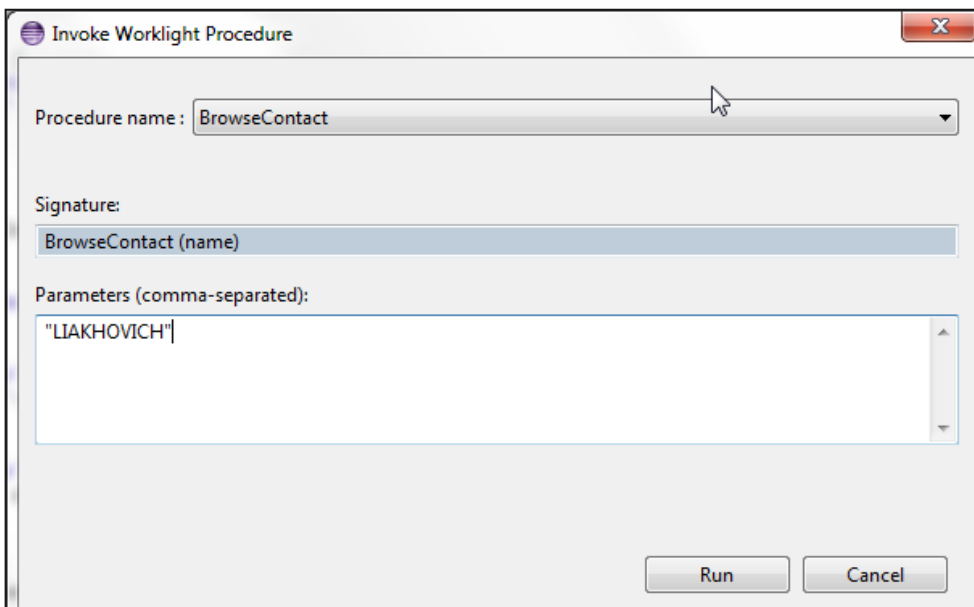 Invoke Worklight Procedure
Procedure name : BrowseContact
Signature:
BrowseContact (name)
Parameters (comma-separated):
"LIAKHOVICH"
Run Cancel